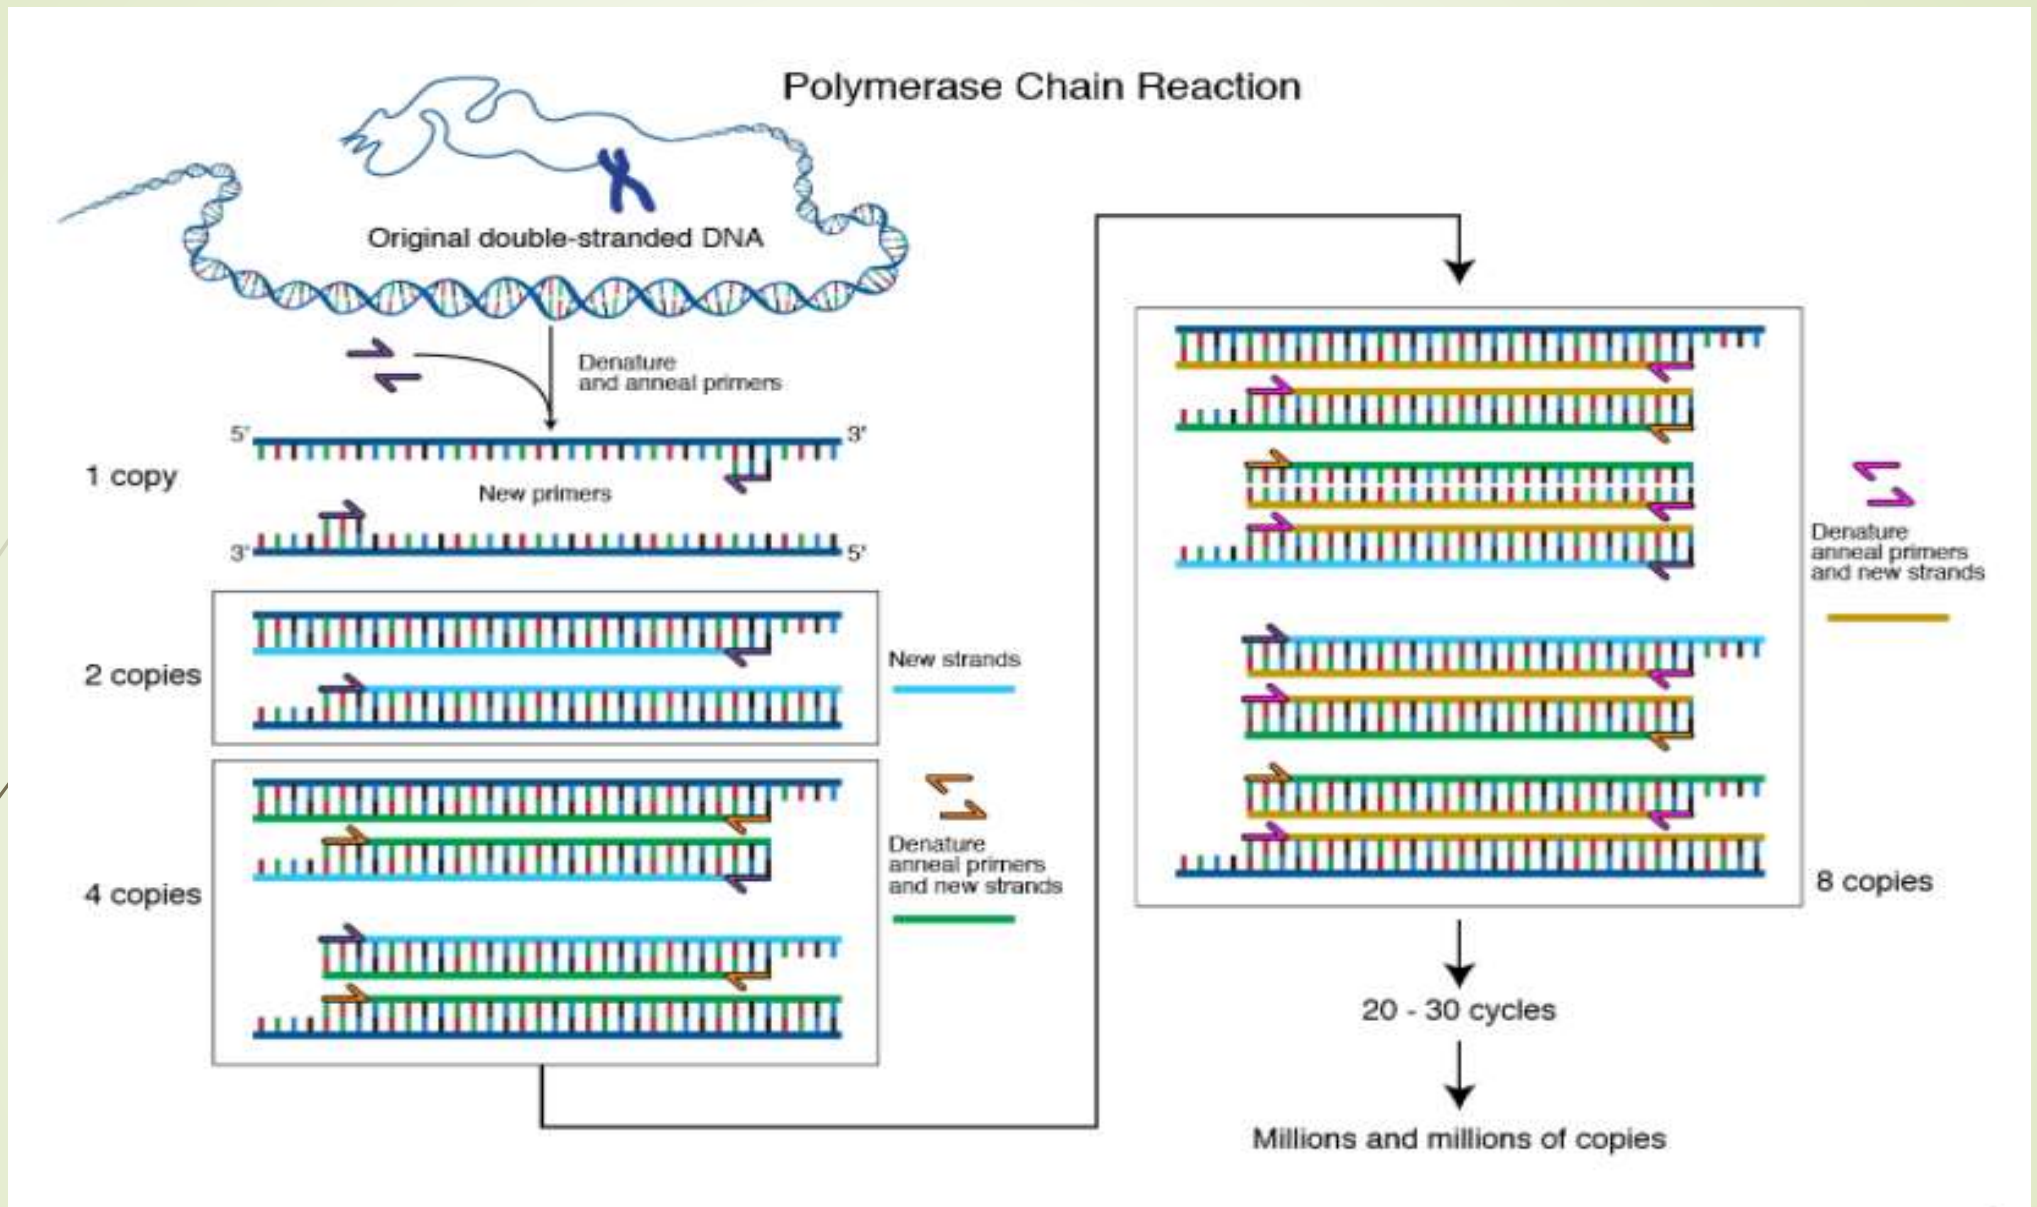 Polymerase Chain Reaction
Original double-stranded DNA
Denature
and anneal primers
5' 3'
1 copy
New primers
3' 5'
2 copies
New strands
4 copies
Denature
anneal primers
and new strands
Denature
anneal primers
and new strands
8 copies
20 - 30 cycles
Millions and millions of copies